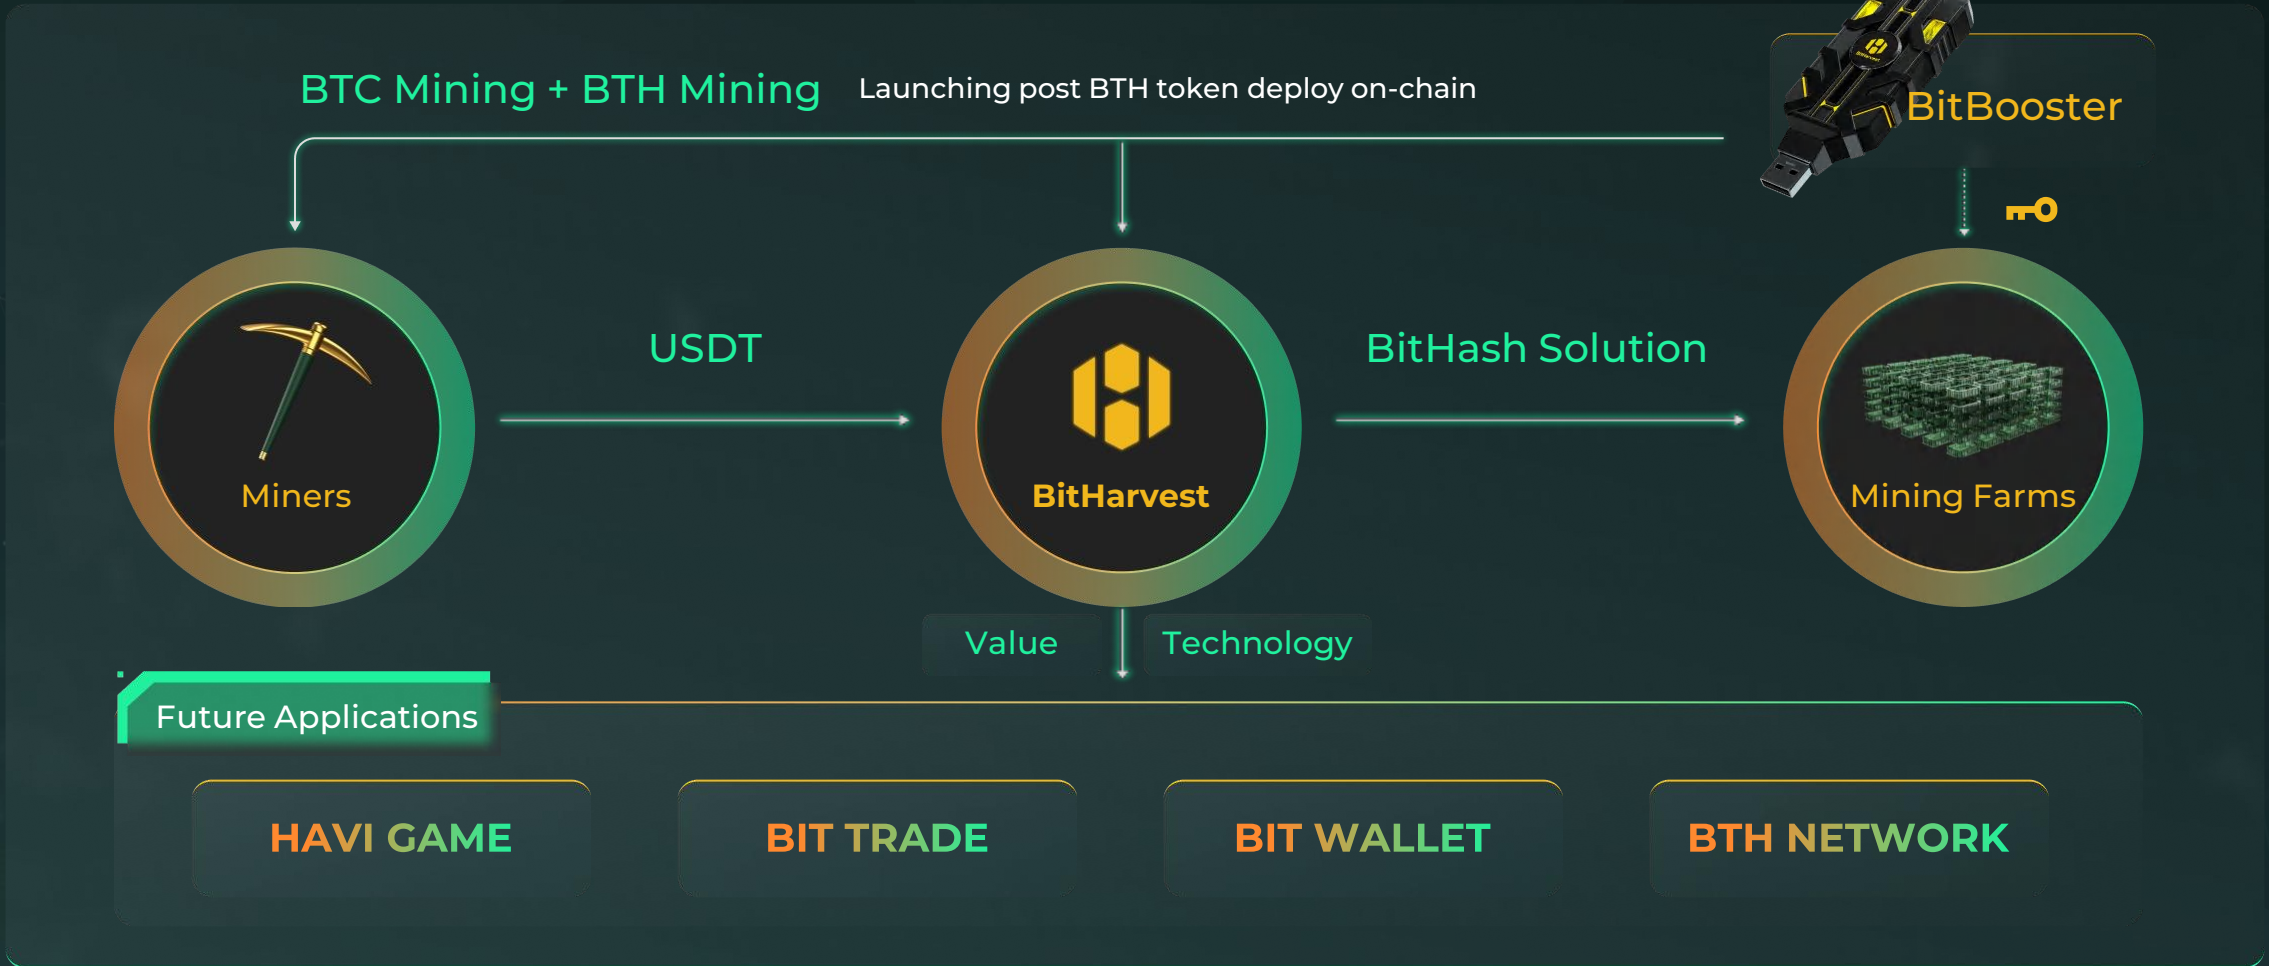 BTC Mining + BTH Mining
Launching post BTH token deploy on-chain
BitBooster
USDT
BitHash Solution
Miners
BitHarvest
Mining Farms
Value
Technology
Future Applications
HAVI GAME
BIT TRADE
BIT WALLET
BTH NETWORK